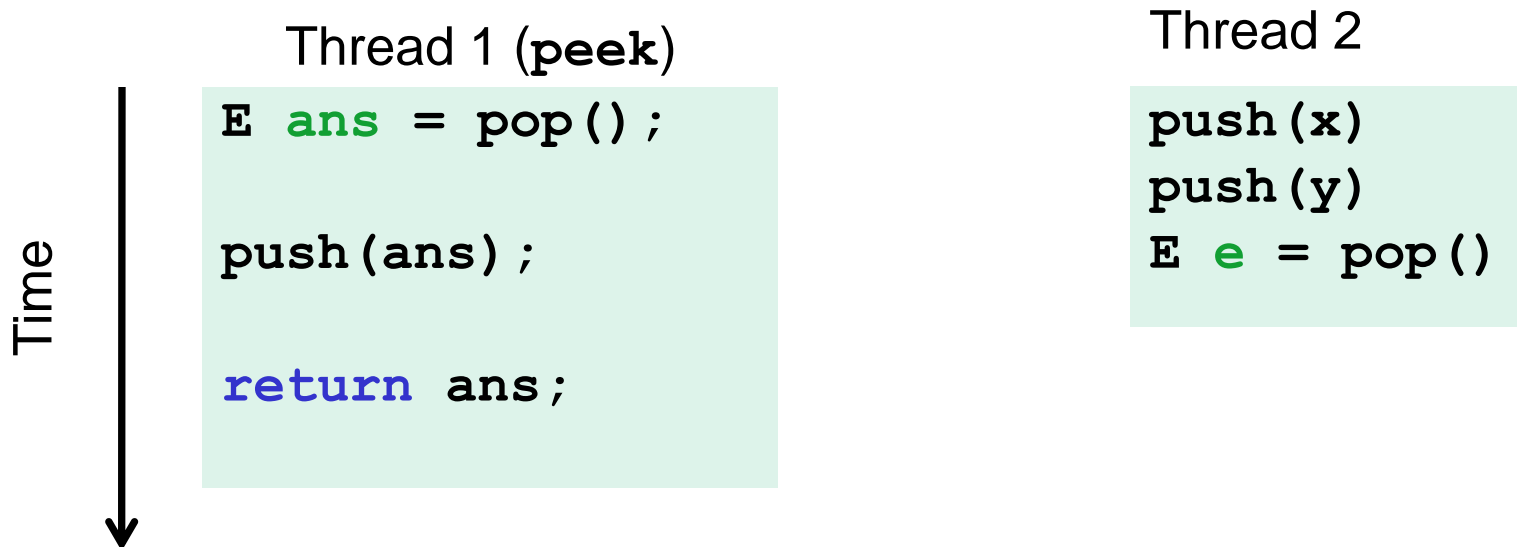 Thread 1 (peek)
E ans = pop();
push(ans);
return ans;
Time
Thread 2
push(x)
push(y)
E e = pop()